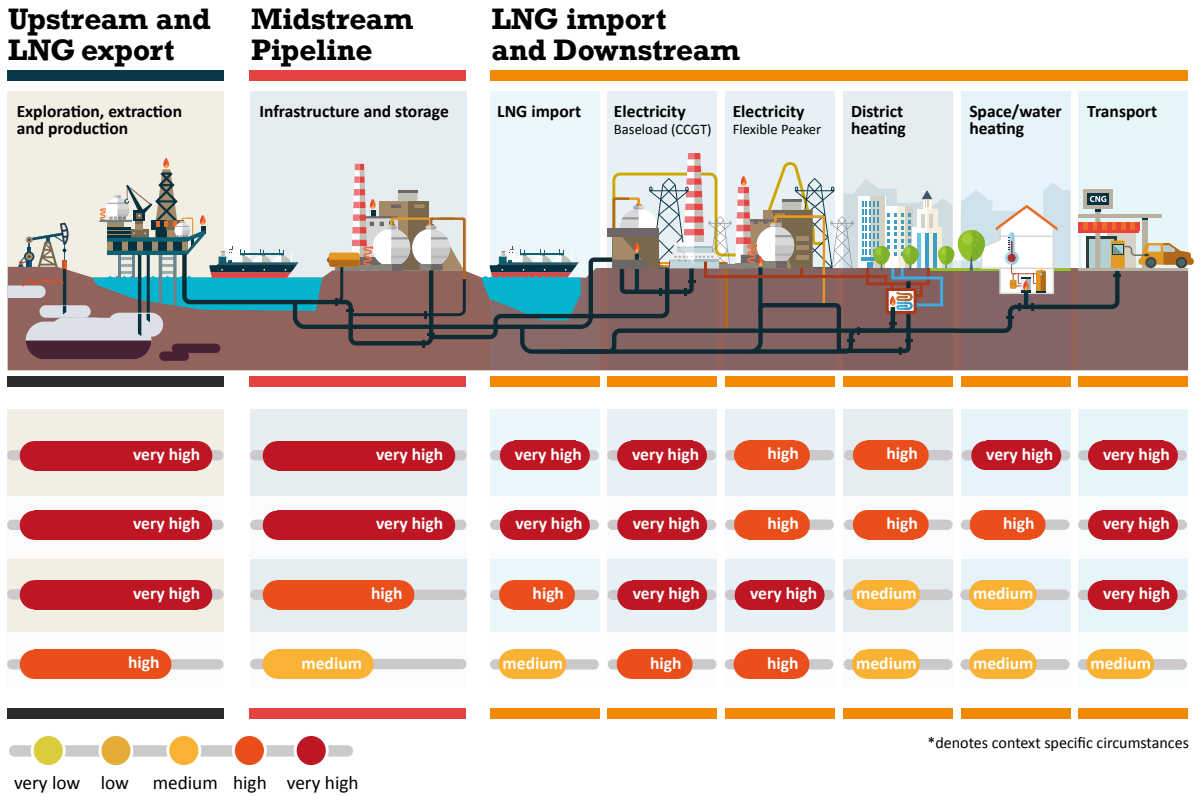 Upstream and
LNG export
Midstream
Pipeline
LNG import
and Downstream
Exploration, extraction
and production
Infrastructure and storage
LNG import
Electricity
Baseload (CCGT)
Electricity
Flexible Peaker
District
heating
Space/water
heating
Transport
CNG
very high very high very high very high high high very high very high
very high very high very high very high high high high very high
very high high high very high very high medium medium very high
high medium medium high high medium medium medium
*denotes context specific circumstances
very low low medium high very high